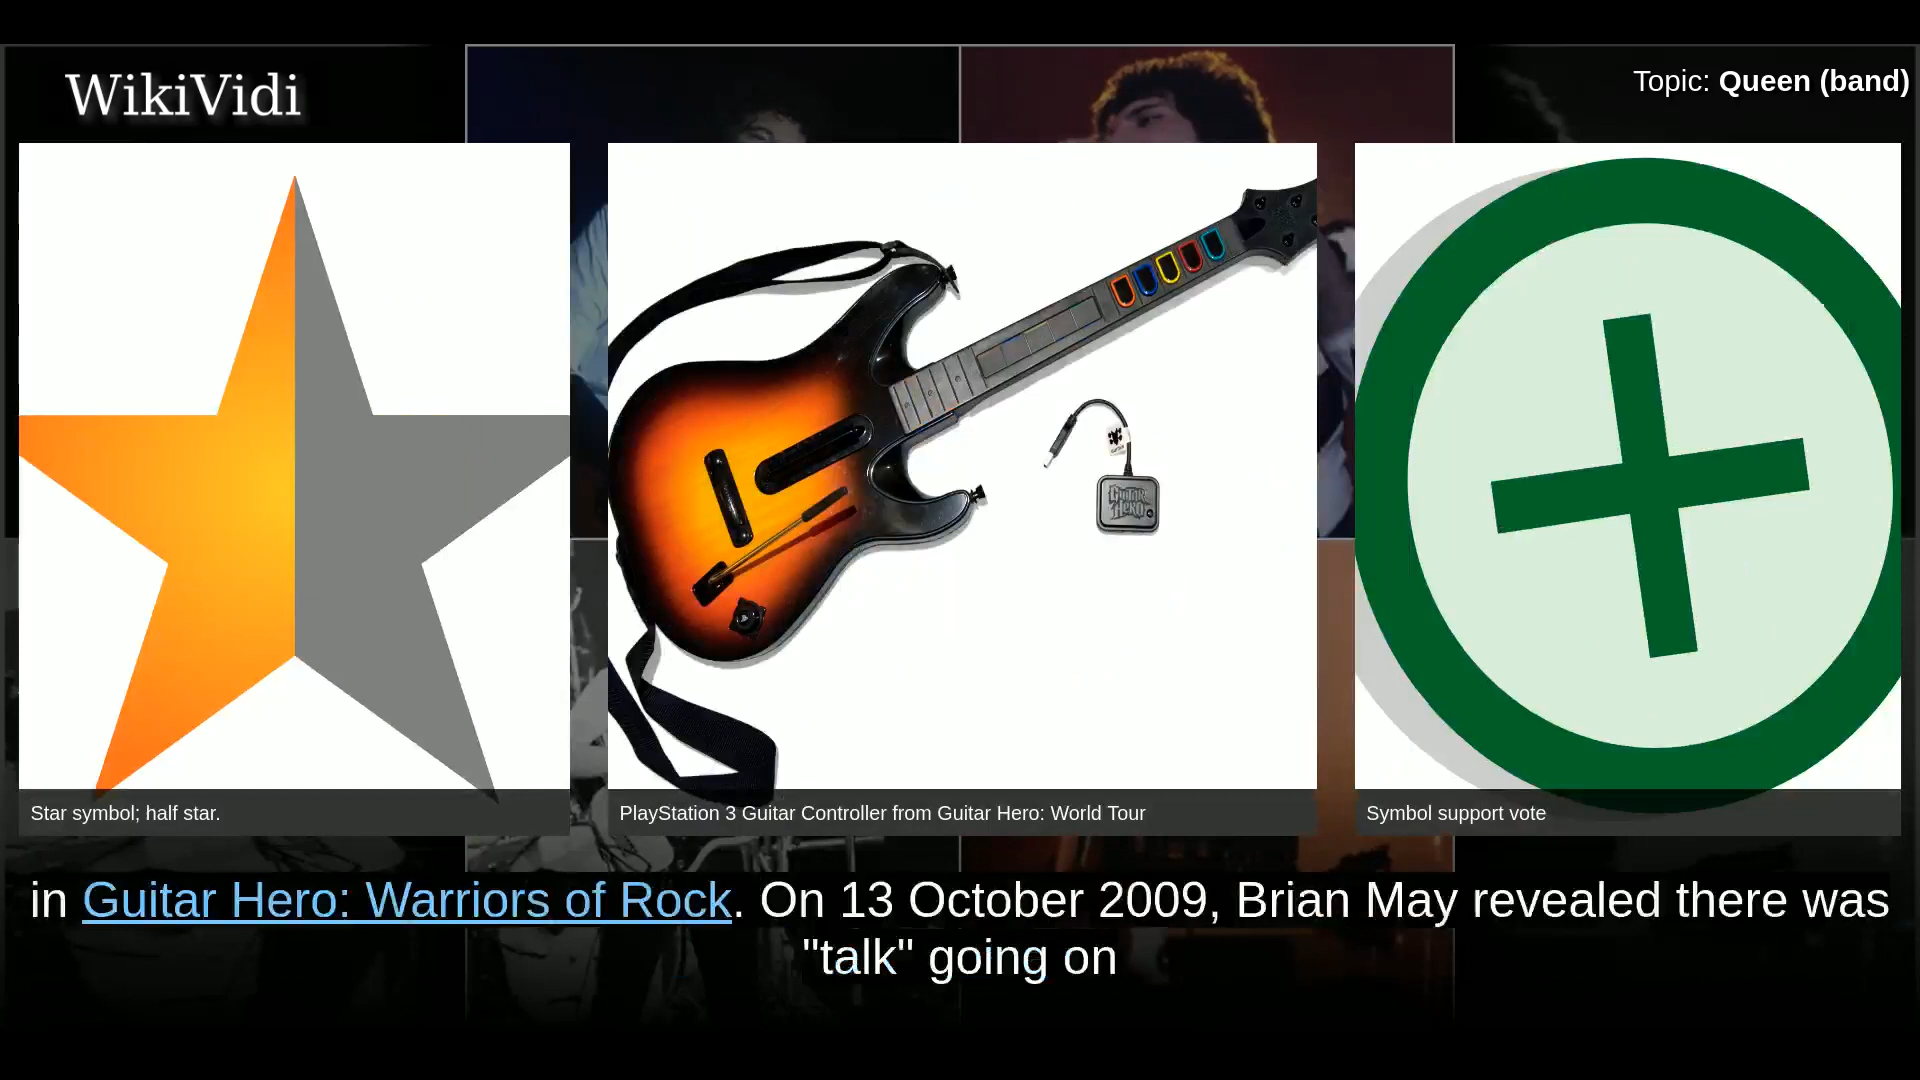 WikiVidi
Topic: Queen (band)
GUITAR
HERO
Star symbol; half star.
PlayStation 3 Guitar Controller from Guitar Hero: World Tour
Symbol support vote
in Guitar Hero: Warriors of Rock. On 13 October 2009, Brian May revealed there was
"talk" going on